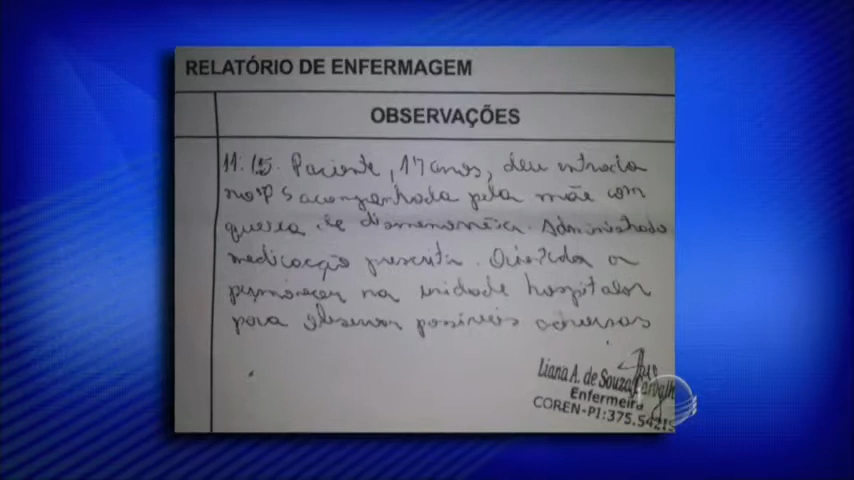 RELATÓRIO DE ENFERMAGEM
OBSERVAÇÕES
11:15. Paciente, 17 anos, deu entrada
no PS acompanhada pela mãe com
queixa de dismenorréia. Administrado
medicação prescrita. Orientada a
permanecer na unidade hospitalar
para observar possíveis adversas
Liana A. de Souza Carvalh
Enfermeira
COREN-PI:375.542